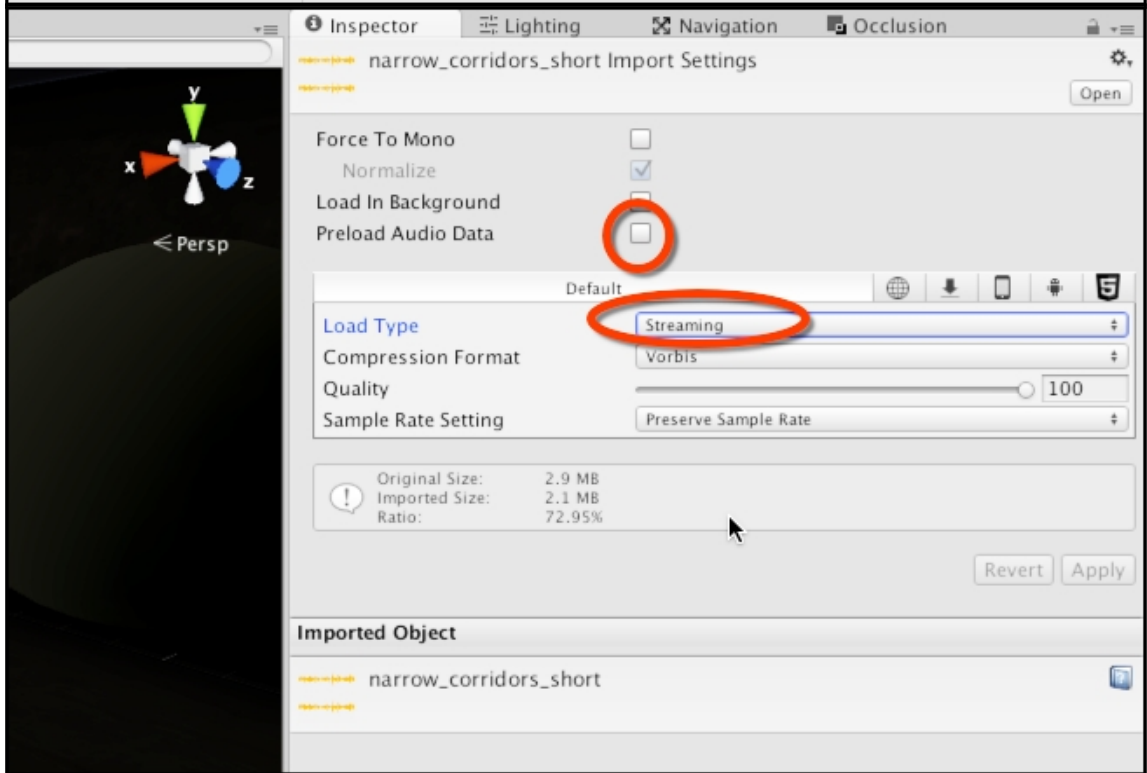 Inspector Lighting Navigation Occlusion
narrow_corridors_short Import Settings
Open
y
x
z
Persp
Force To Mono
Normalize
Load In Background
Preload Audio Data
Default
Load Type Streaming
Compression Format Vorbis
Quality 100
Sample Rate Setting Preserve Sample Rate
Original Size: 2.9 MB
Imported Size: 2.1 MB
Ratio: 72.95%
Revert Apply
Imported Object
narrow_corridors_short